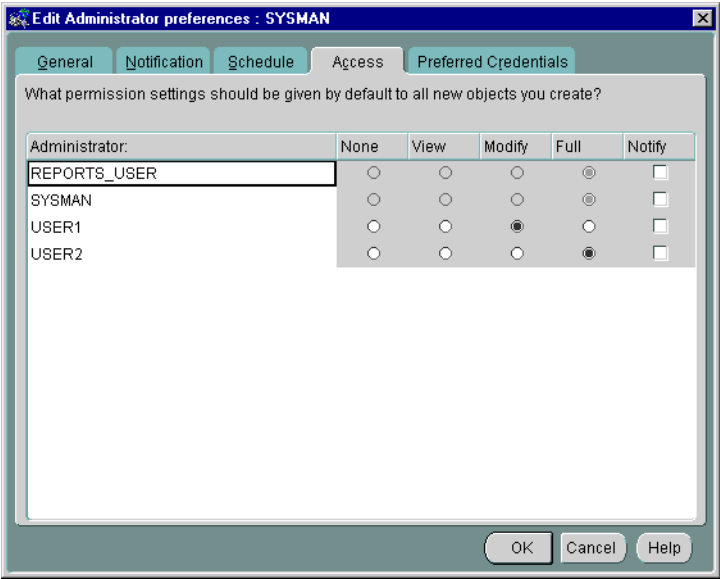 Edit Administrator preferences : SYSMAN
General Notification Schedule Access Preferred Credentials
What permission settings should be given by default to all new objects you create?
Administrator: None View Modify Full Notify
REPORTS_USER
SYSMAN
USER1
USER2
OK Cancel Help